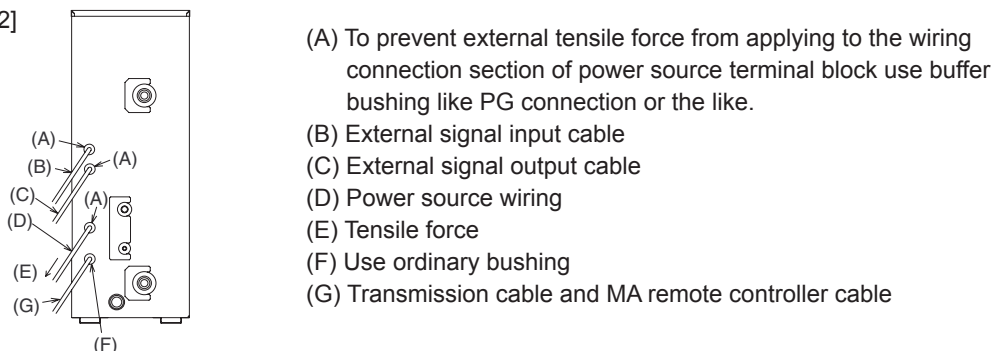 2]
(A)
(B)
(A)
(C)
(A)
(D)
(E)
(G)
(F)
(A) To prevent external tensile force from applying to the wiring
connection section of power source terminal block use buffer
bushing like PG connection or the like.
(B) External signal input cable
(C) External signal output cable
(D) Power source wiring
(E) Tensile force
(F) Use ordinary bushing
(G) Transmission cable and MA remote controller cable